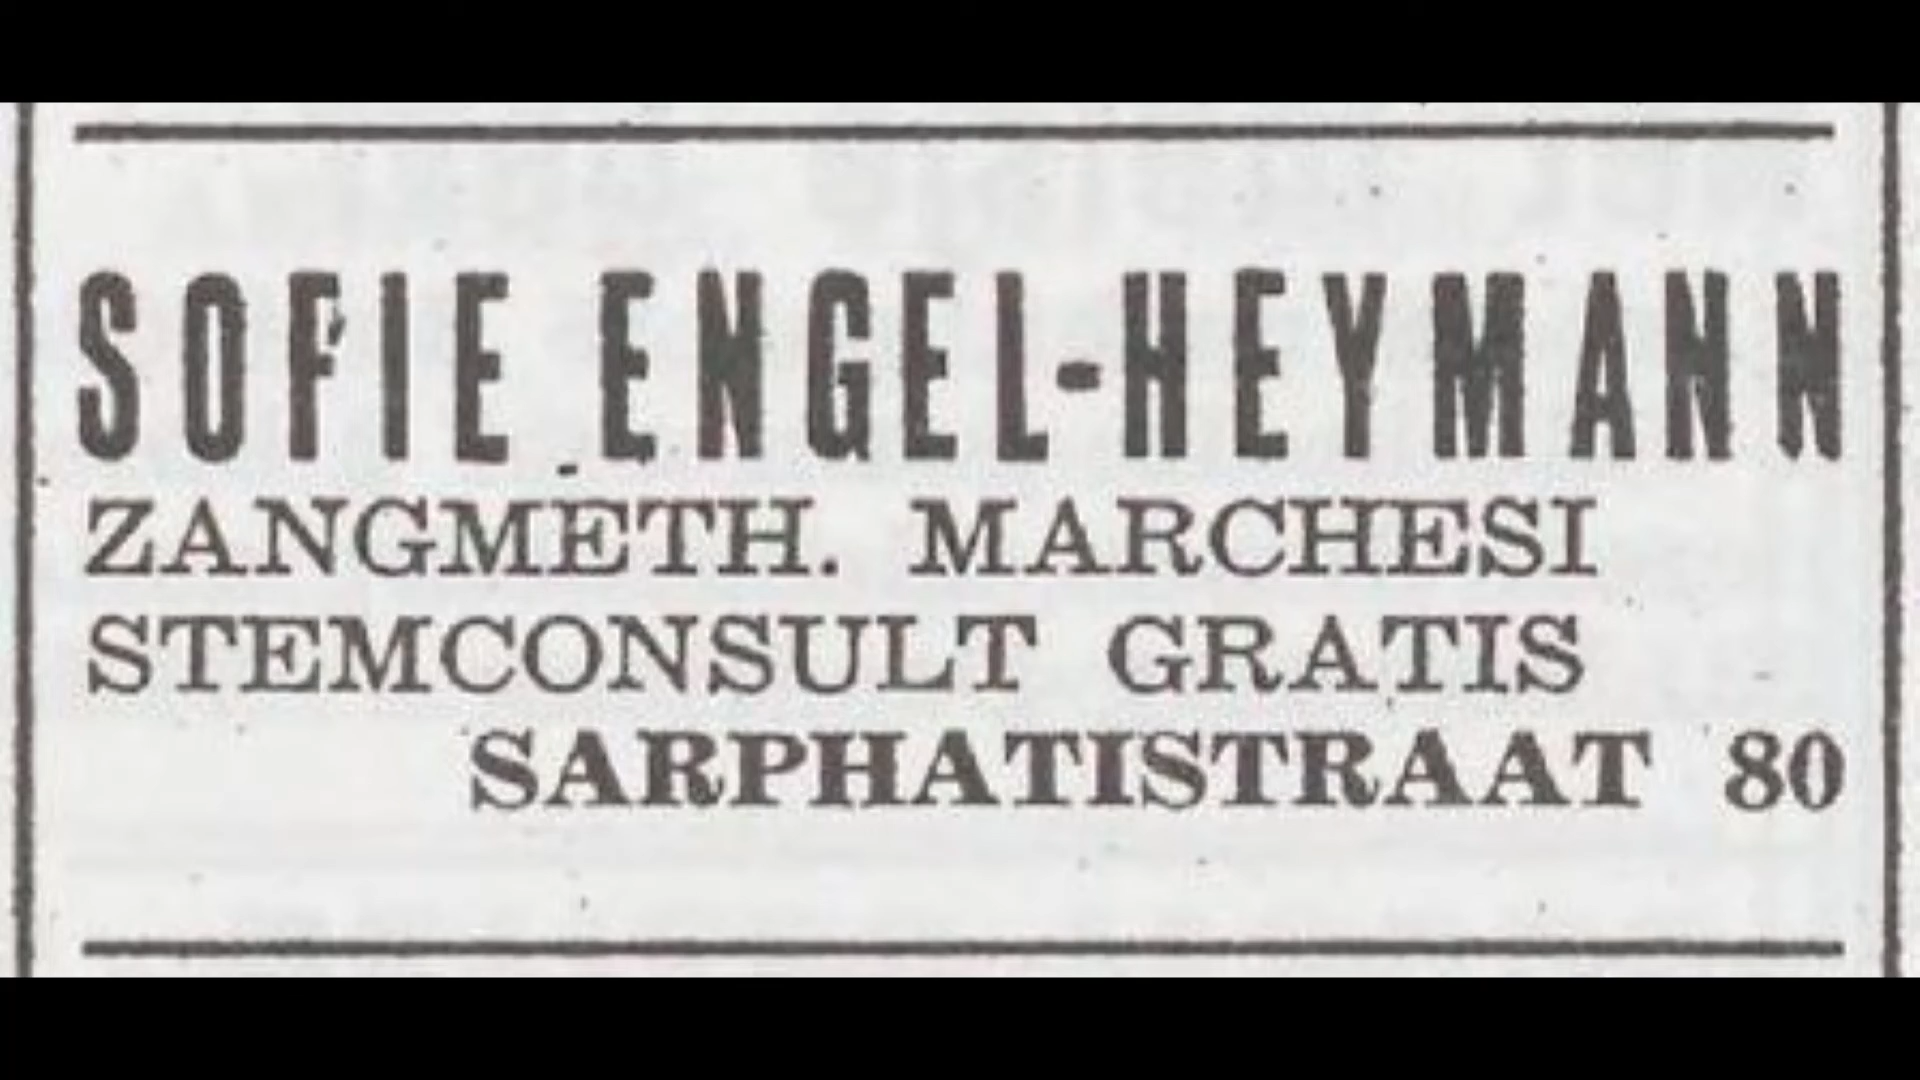 SOFIE ENGEL-HEYMANN
ZANGMETH. MARCHESI
STEMCONSULT GRATIS
SARPHATISTRAAT 80